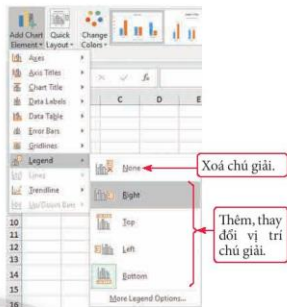 Add Chart Element
Quick Layout
Change Colors
Axes
Axis Titles
Chart Title
Data Labels
Data Table
Error Bars
Gridlines
Legend
Lines
Trendline
Up/Down Bars
fx
C D E
None
Right
Top
Left
Bottom
More Legend Options...
Xoá chú giải.
Thêm, thay
đổi vị trí
chú giải.
10
11
12
13
14
15
16